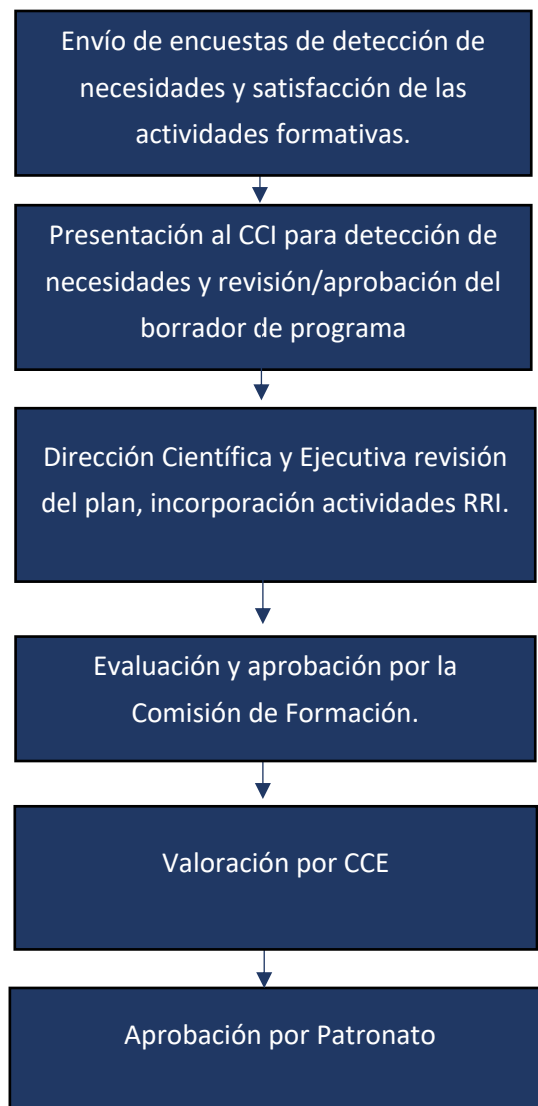 Envío de encuestas de detección de
necesidades y satisfacción de las
actividades formativas.
Presentación al CCI para detección de
necesidades y revisión/aprobación del
borrador de programa
Dirección Científica y Ejecutiva revisión
del plan, incorporación actividades RRI.
Evaluación y aprobación por la
Comisión de Formación.
Valoración por CCE
Aprobación por Patronato